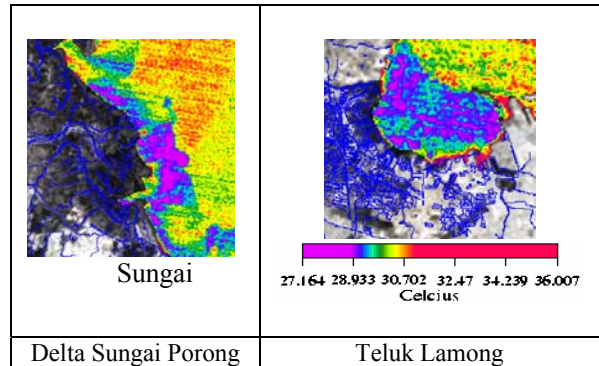 Sungai
27.164 28.933 30.702 32.47 34.239 36.007
Celcius
Delta Sungai Porong
Teluk Lamong